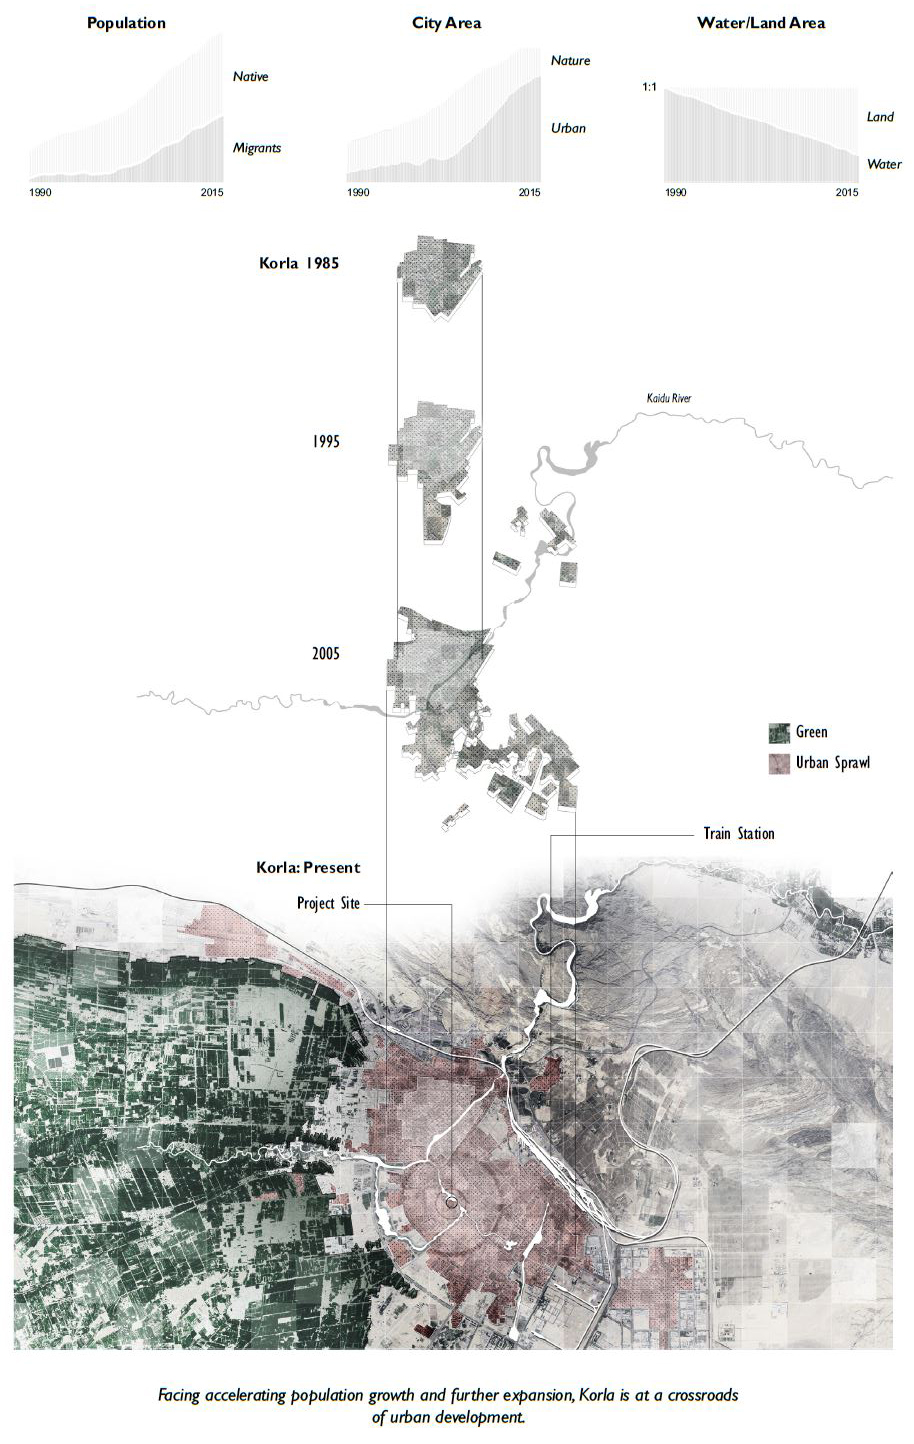 Population
City Area
Water/Land Area
Native
Migrants
1990
2015
Nature
Urban
1990
2015
1:1
Land
Water
1990
2015
Korla 1985
Kaidu River
1995
2005
Green
Urban Sprawl
Train Station
Korla: Present
Project Site
Facing accelerating population growth and further expansion, Korla is at a crossroads
of urban development.